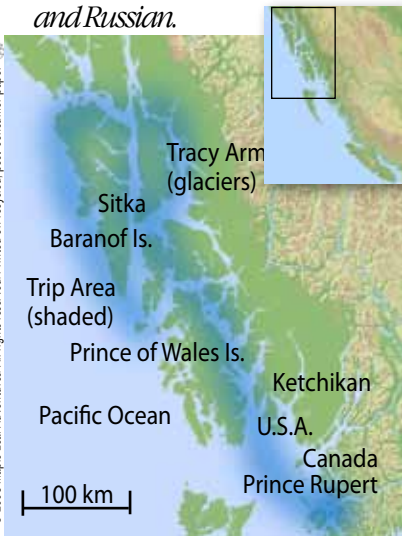 and Russian.
Tracy Arm
(glaciers)
Sitka
Baranof Is.
Trip Area
(shaded)
Prince of Wales Is.
Ketchikan
Pacific Ocean
U.S.A.
Canada
Prince Rupert
100 km